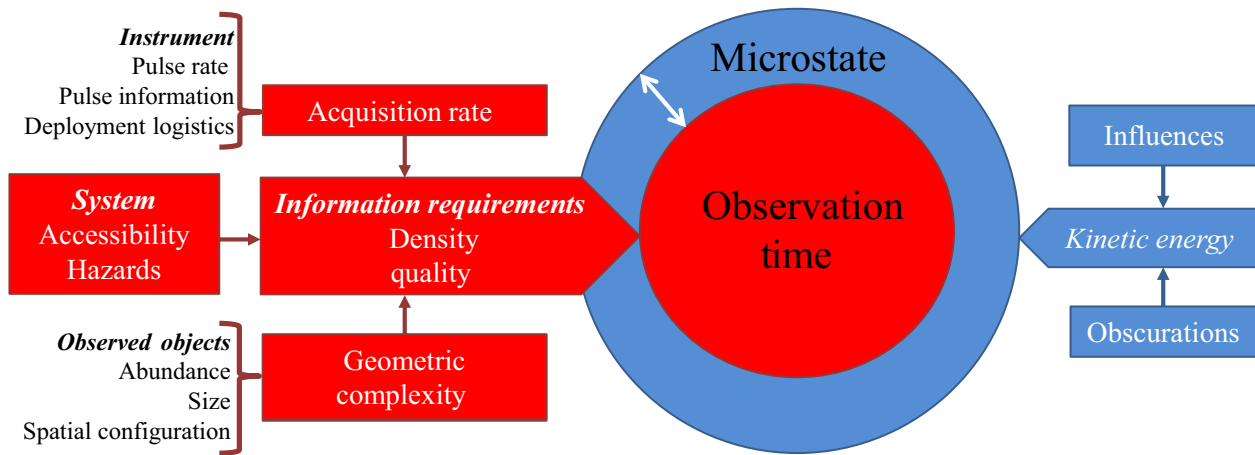 Instrument
Pulse rate
Pulse information
Deployment logistics
Acquisition rate
System
Accessibility
Hazards
Information requirements
Density
quality
Observed objects
Abundance
Size
Spatial configuration
Geometric
complexity
Microstate
Observation
time
Influences
Kinetic energy
Obscurations